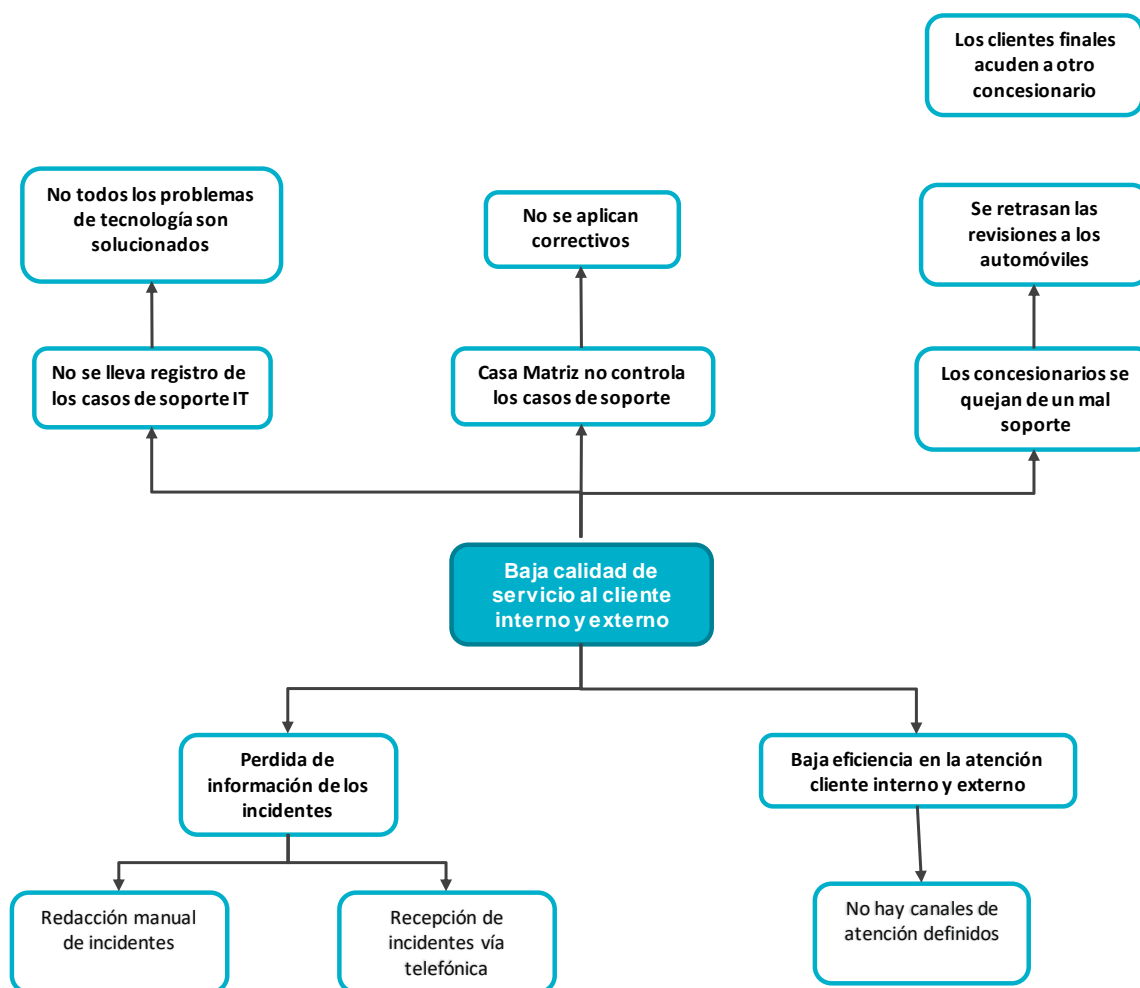 Los clientes finales
acuden a otro
concesionario
No todos los problemas
de tecnología son
solucionados
No se aplican
correctivos
Se retrasan las
revisiones a los
automóviles
No se lleva registro de
los casos de soporte IT
Casa Matriz no controla
los casos de soporte
Los concesionarios se
quejan de un mal
soporte
Baja calidad de
servicio al cliente
interno y externo
Perdida de
información de los
incidentes
Baja eficiencia en la atención
cliente interno y externo
Redacción manual
de incidentes
Recepción de
incidentes vía
telefónica
No hay canales de
atención definidos